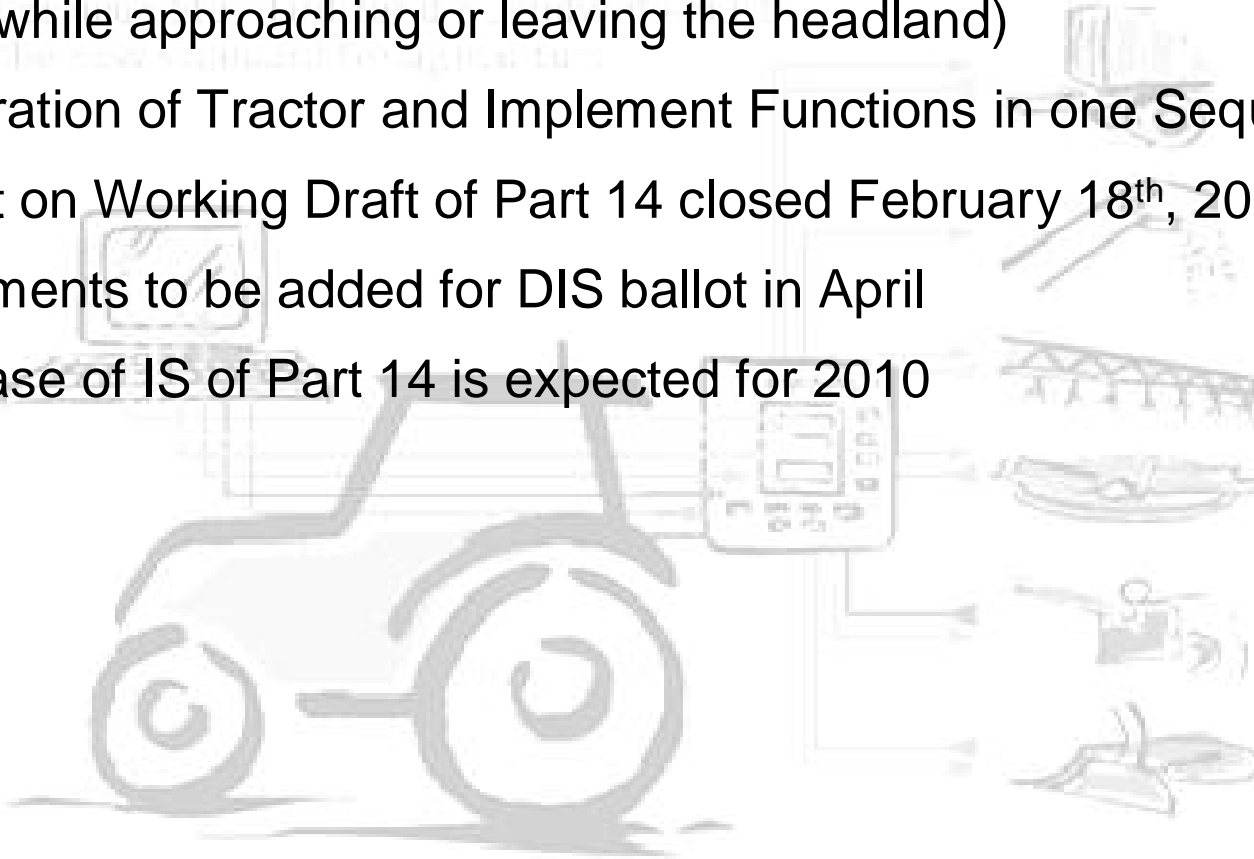 while approaching or leaving the headland)
ration of Tractor and Implement Functions in one Sequ
t on Working Draft of Part 14 closed February 18th, 20
ments to be added for DIS ballot in April
ase of IS of Part 14 is expected for 2010